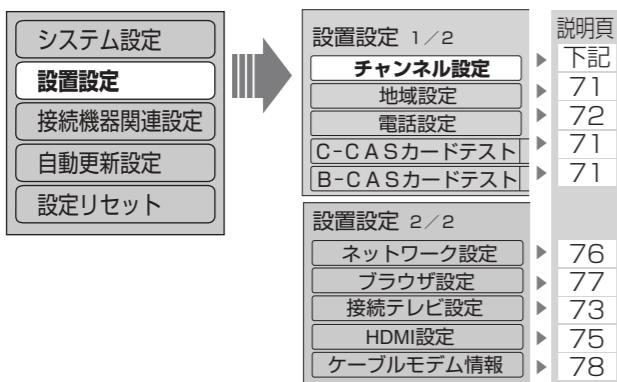 システム設定
設置設定
接続機器関連設定
自動更新設定
設定リセット
設置設定 1／2
説明頁
チャンネル設定 下記
地域設定 71
電話設定 72
C-CASカードテスト 71
B-CASカードテスト 71
設置設定 2／2
ネットワーク設定 76
ブラウザ設定 77
接続テレビ設定 73
HDMI設定 75
ケーブルモデム情報 78